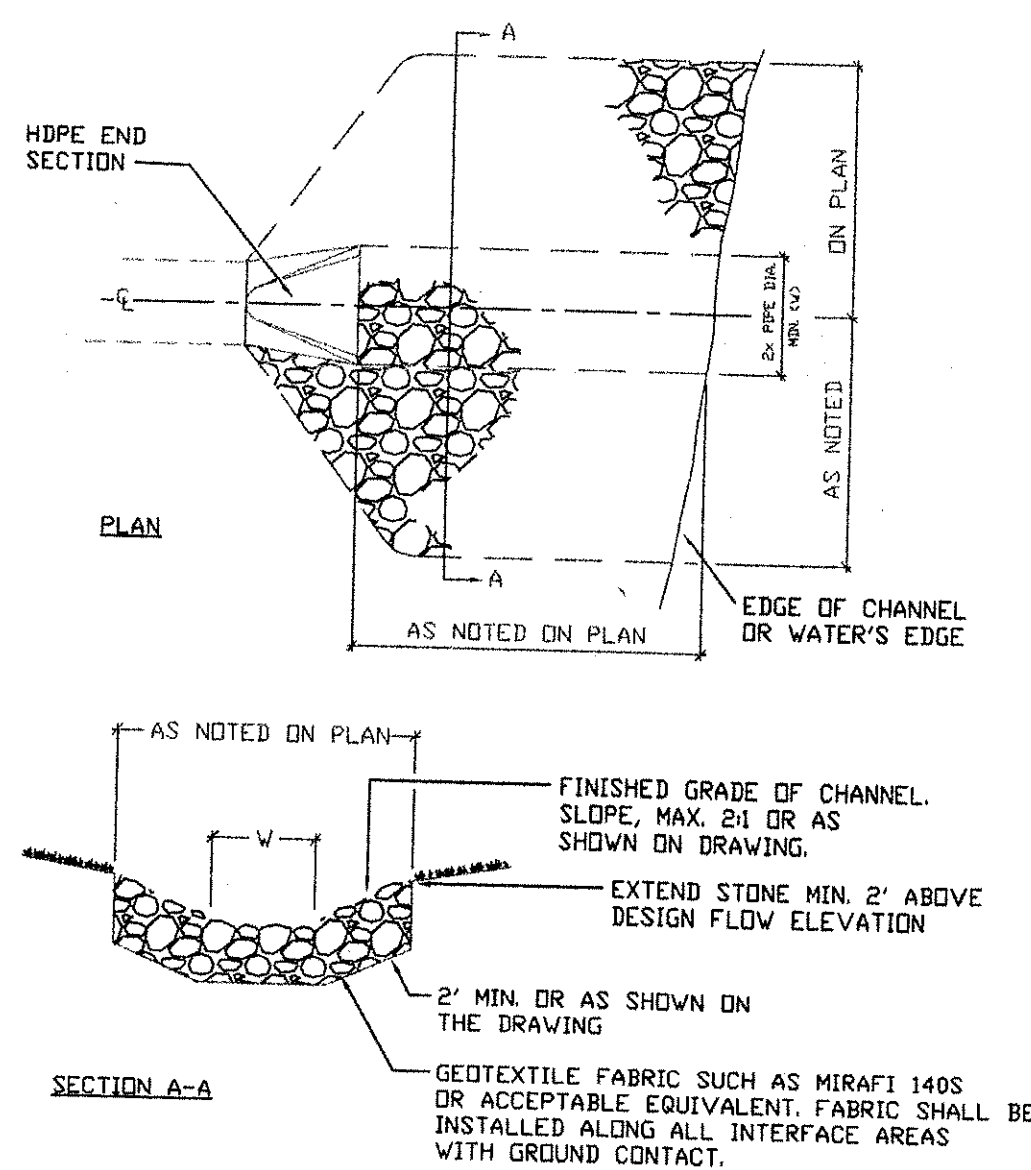 A
HDPE END
SECTION
ON PLAN
℄
2x PIPE DIA.
MIN. (W)
AS NOTED
PLAN
A
EDGE OF CHANNEL
OR WATER'S EDGE
AS NOTED ON PLAN
AS NOTED ON PLAN
FINISHED GRADE OF CHANNEL.
SLOPE, MAX. 2:1 OR AS
SHOWN ON DRAWING.
W
EXTEND STONE MIN. 2' ABOVE
DESIGN FLOW ELEVATION
2' MIN. OR AS SHOWN ON
THE DRAWING
SECTION A-A
GEOTEXTILE FABRIC SUCH AS MIRAFI 140S
OR ACCEPTABLE EQUIVALENT. FABRIC SHALL BE
INSTALLED ALONG ALL INTERFACE AREAS
WITH GROUND CONTACT.